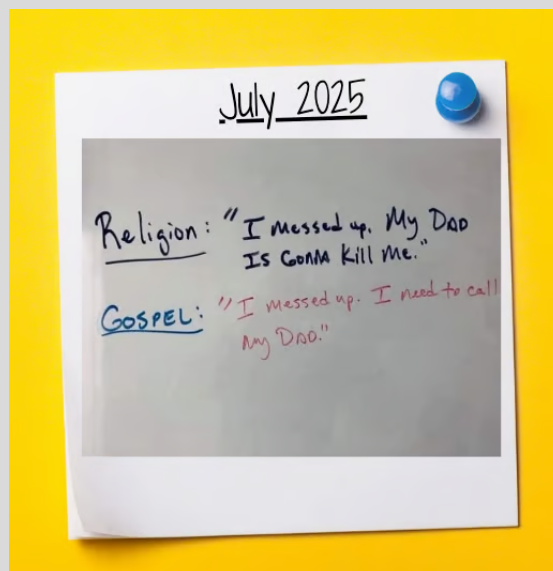 July 2025
Religion: "I messed up. My DAD
IS GONNA Kill Me."
GOSPEL: "I messed up. I need to call
My DAD."